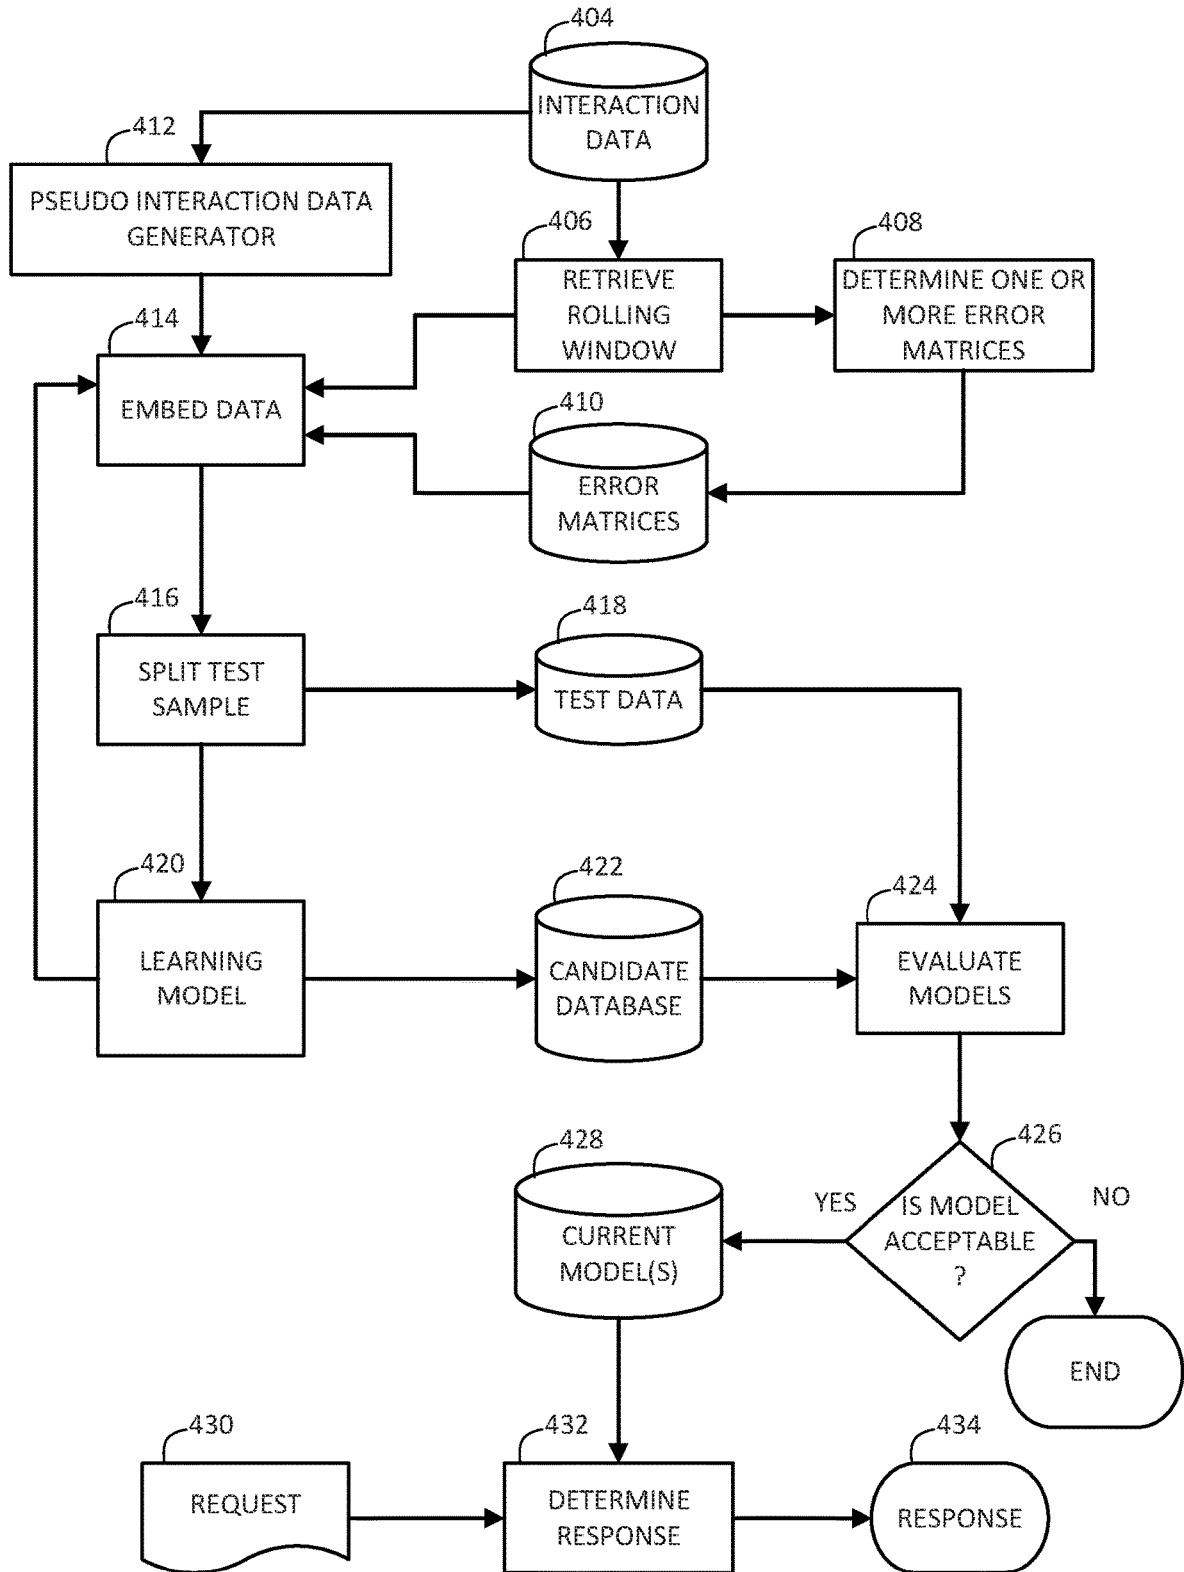 404
INTERACTION
DATA
412
PSEUDO INTERACTION DATA
GENERATOR
406
RETRIEVE
ROLLING
WINDOW
408
DETERMINE ONE OR
MORE ERROR
MATRICES
414
EMBED DATA
410
ERROR
MATRICES
416
SPLIT TEST
SAMPLE
418
TEST DATA
420
LEARNING
MODEL
422
CANDIDATE
DATABASE
424
EVALUATE
MODELS
426
IS MODEL
ACCEPTABLE
?
YES
NO
428
CURRENT
MODEL(S)
END
430
REQUEST
432
DETERMINE
RESPONSE
434
RESPONSE